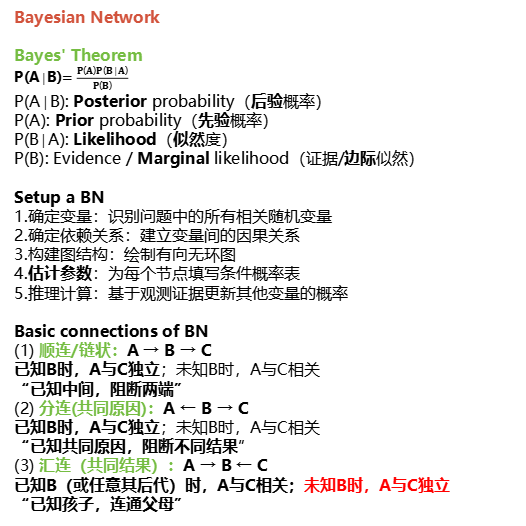 Bayesian Network
Bayes' Theorem
P(A|B)= P(A)P(B|A) / P(B)
P(A|B): Posterior probability（后验概率）
P(A): Prior probability（先验概率）
P(B|A): Likelihood（似然度）
P(B): Evidence / Marginal likelihood（证据/边际似然）
Setup a BN
1.确定变量：识别问题中的所有相关随机变量
2.确定依赖关系：建立变量间的因果关系
3.构建图结构：绘制有向无环图
4.估计参数：为每个节点填写条件概率表
5.推理计算：基于观测证据更新其他变量的概率
Basic connections of BN
(1) 顺连/链状：A → B → C
已知B时，A与C独立；未知B时，A与C相关
“已知中间，阻断两端”
(2) 分连(共同原因)：A ← B → C
已知B时，A与C独立；未知B时，A与C相关
“已知共同原因，阻断不同结果”
(3) 汇连（共同结果）：A → B ← C
已知B（或任意其后代）时，A与C相关；未知B时，A与C独立
“已知孩子，连通父母”